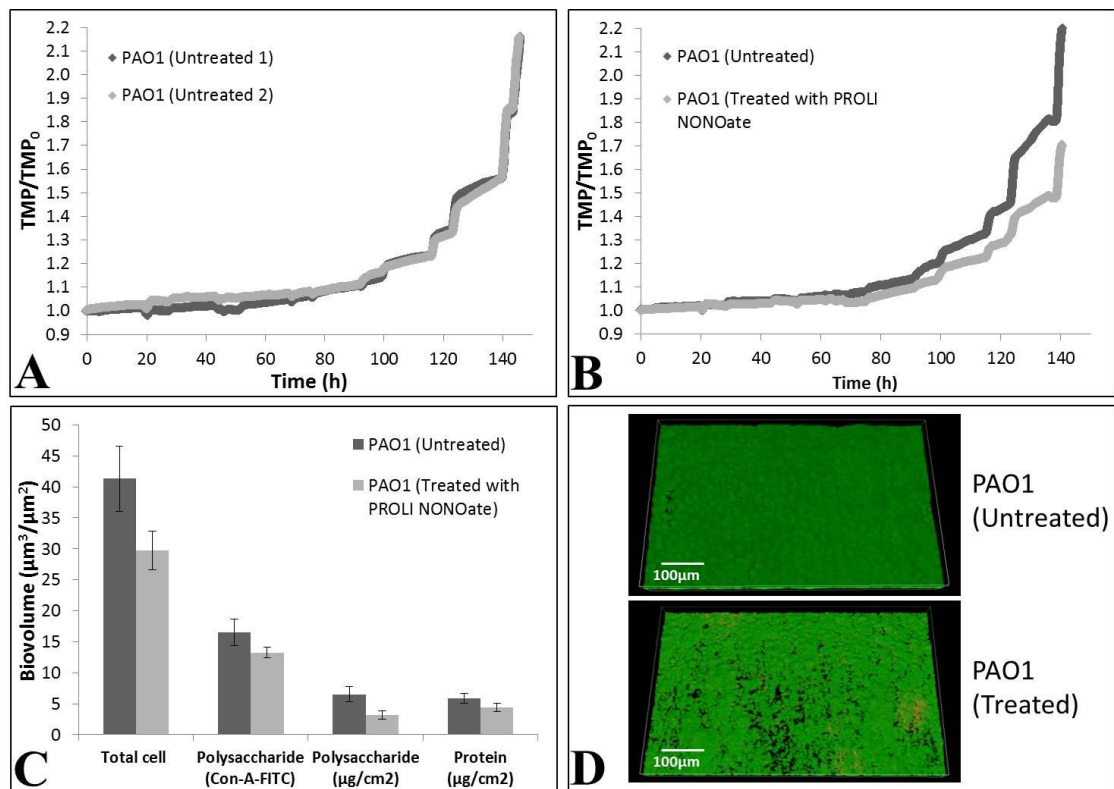 2.2
2.1
2.0
1.9
1.8
1.7
1.6
1.5
1.4
1.3
1.2
1.1
1.0
0.9
TMP/TMP0
PAO1 (Untreated 1)
PAO1 (Untreated 2)
0 20 40 60 80 100 120 140
Time (h)
A
2.2
2.1
2.0
1.9
1.8
1.7
1.6
1.5
1.4
1.3
1.2
1.1
1.0
0.9
TMP/TMP0
PAO1 (Untreated)
PAO1 (Treated with PROLI
NONOate
0 20 40 60 80 100 120 140
Time (h)
B
50
45
40
35
30
25
20
15
10
5
0
Biovolume (µm³/µm²)
PAO1 (Untreated)
PAO1 (Treated with
PROLI NONOate)
Total cell Polysaccharide Polysaccharide Protein
(Con-A-FITC) (µg/cm2) (µg/cm2)
C
100µm
PAO1
(Untreated)
100µm
PAO1
(Treated)
D